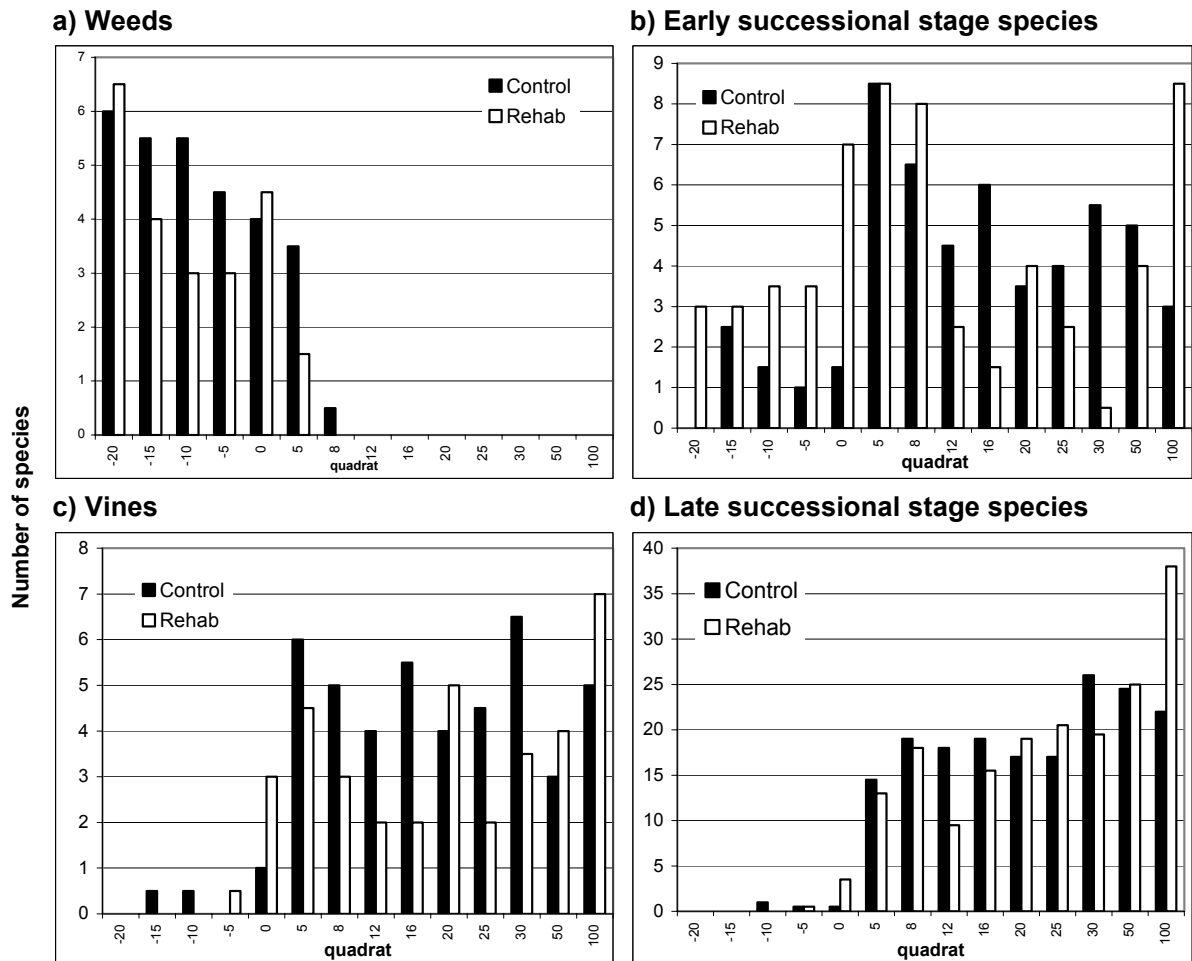 a) Weeds
7
6
5
4
3
2
1
0
Control
Rehab
-20 -15 -10 -5 0 5 8 12 16 20 25 30 50 100
quadrat
b) Early successional stage species
9
8
7
6
5
4
3
2
1
0
Control
Rehab
-20 -15 -10 -5 0 5 8 12 16 20 25 30 50 100
quadrat
Number of species
c) Vines
8
7
6
5
4
3
2
1
0
Control
Rehab
-20 -15 -10 -5 0 5 8 12 16 20 25 30 50 100
quadrat
d) Late successional stage species
40
35
30
25
20
15
10
5
0
Control
Rehab
-20 -15 -10 -5 0 5 8 12 16 20 25 30 50 100
quadrat